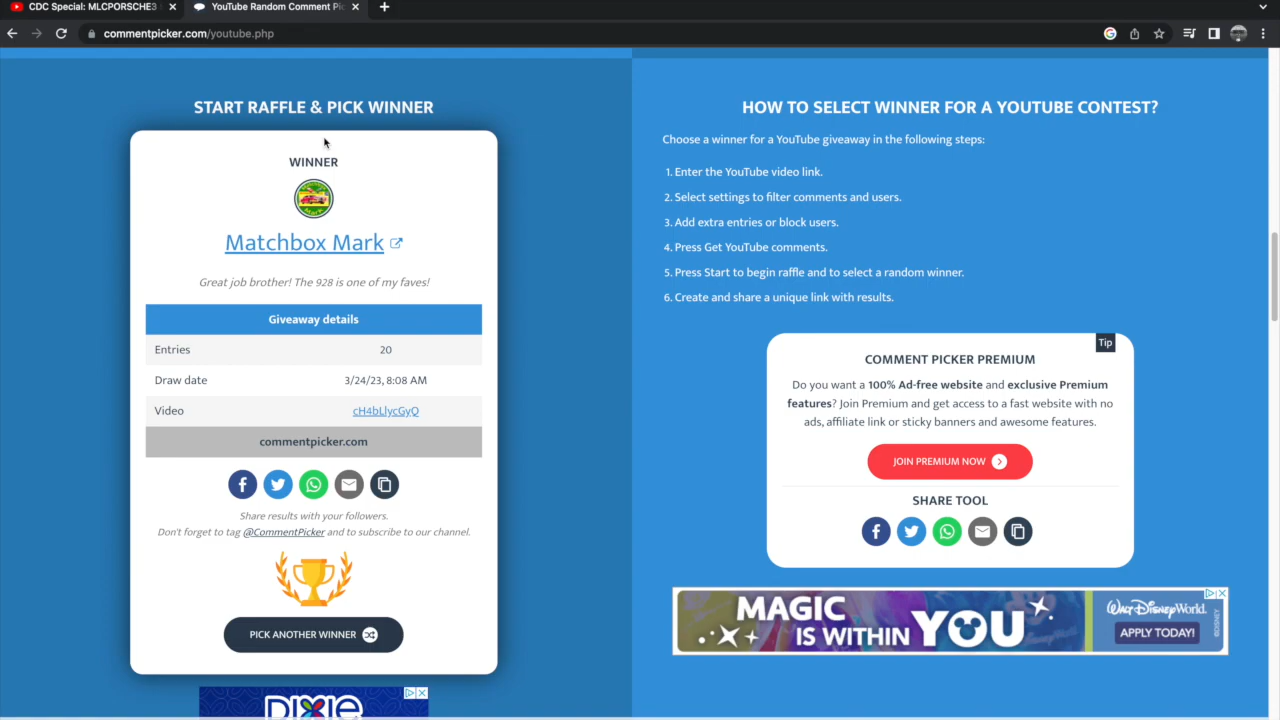 CDC Special: MLCPORSCHE3
YouTube Random Comment Pic
commentpicker.com/youtube.php
START RAFFLE & PICK WINNER
WINNER
Matchbox Mark
Great job brother! The 928 is one of my faves!
Giveaway details
Entries 20
Draw date 3/24/23, 8:08 AM
Video cH4bLlycGyQ
commentpicker.com
Share results with your followers.
Don't forget to tag @CommentPicker and to subscribe to our channel.
PICK ANOTHER WINNER
DIXIE
HOW TO SELECT WINNER FOR A YOUTUBE CONTEST?
Choose a winner for a YouTube giveaway in the following steps:
1. Enter the YouTube video link.
2. Select settings to filter comments and users.
3. Add extra entries or block users.
4. Press Get YouTube comments.
5. Press Start to begin raffle and to select a random winner.
6. Create and share a unique link with results.
Tip
COMMENT PICKER PREMIUM
Do you want a 100% Ad-free website and exclusive Premium
features? Join Premium and get access to a fast website with no
ads, affiliate link or sticky banners and awesome features.
JOIN PREMIUM NOW
SHARE TOOL
MAGIC
IS WITHIN YOU
Walt Disney World.
APPLY TODAY!
©DISNEY